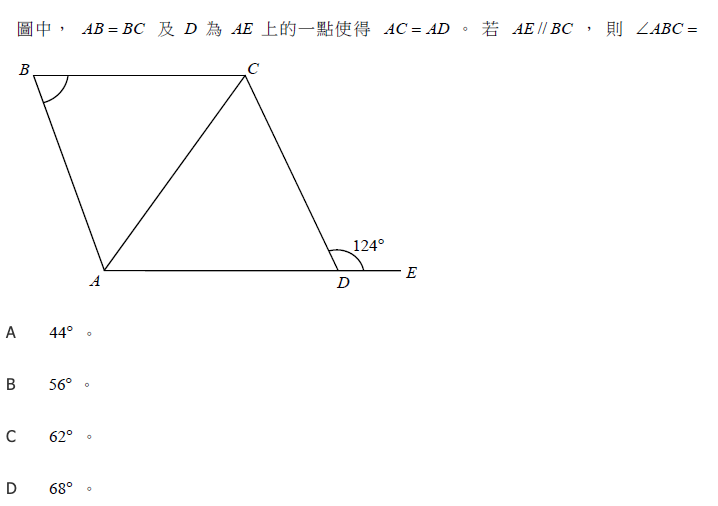 圖中， AB = BC 及 D 為 AE 上的一點使得 AC = AD 。 若 AE // BC ， 則 ∠ABC =
B
C
124°
A
D
E
A 44° 。
B 56° 。
C 62° 。
D 68° 。